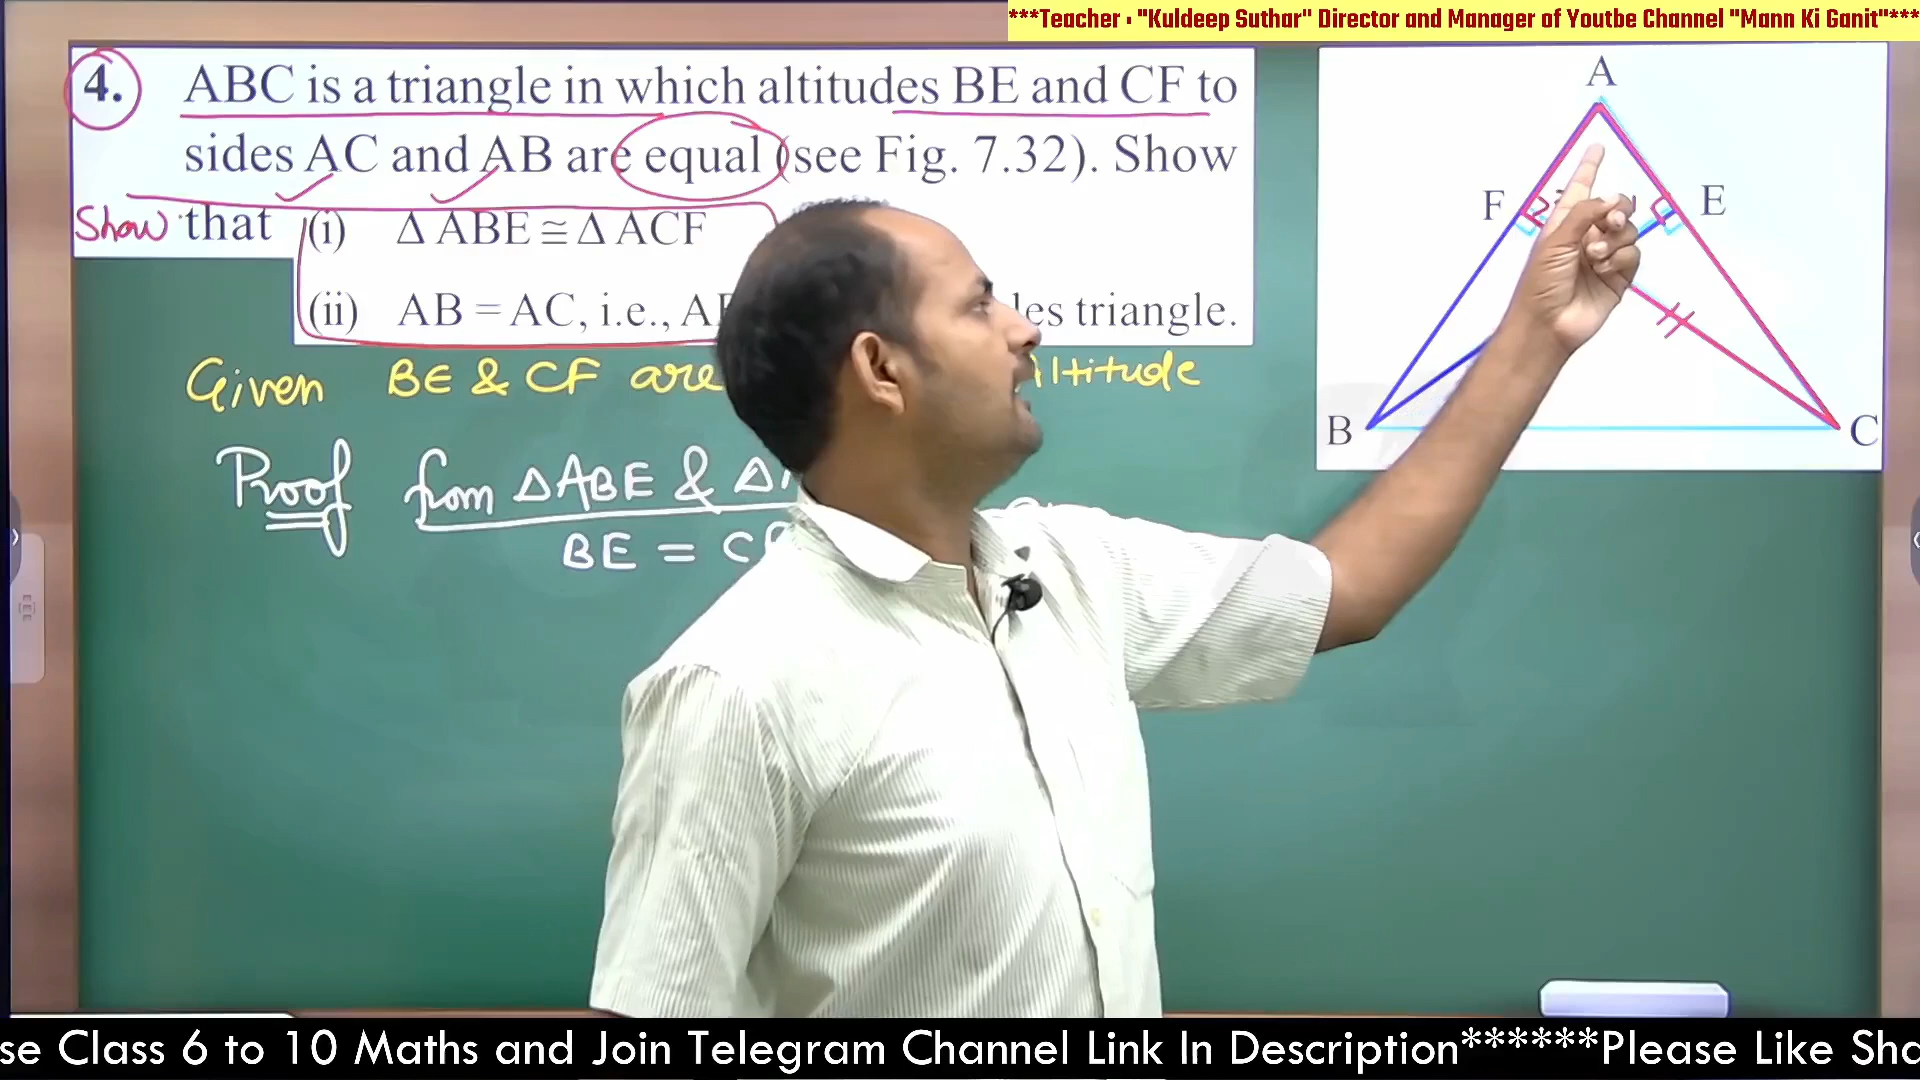 ***Teacher : "Kuldeep Suthar" Director and Manager of Youtbe Channel "Mann Ki Ganit"***
4. ABC is a triangle in which altitudes BE and CF to
sides AC and AB are equal (see Fig. 7.32). Show
Show that (i) Δ ABE ≅ Δ ACF
(ii) AB = AC, i.e., les triangle.
A
F
E
B
C
Given BE & CF are Altitude
Proof from ΔABE & Δ
BE =
se Class 6 to 10 Maths and Join Telegram Channel Link In Description******Please Like Sha